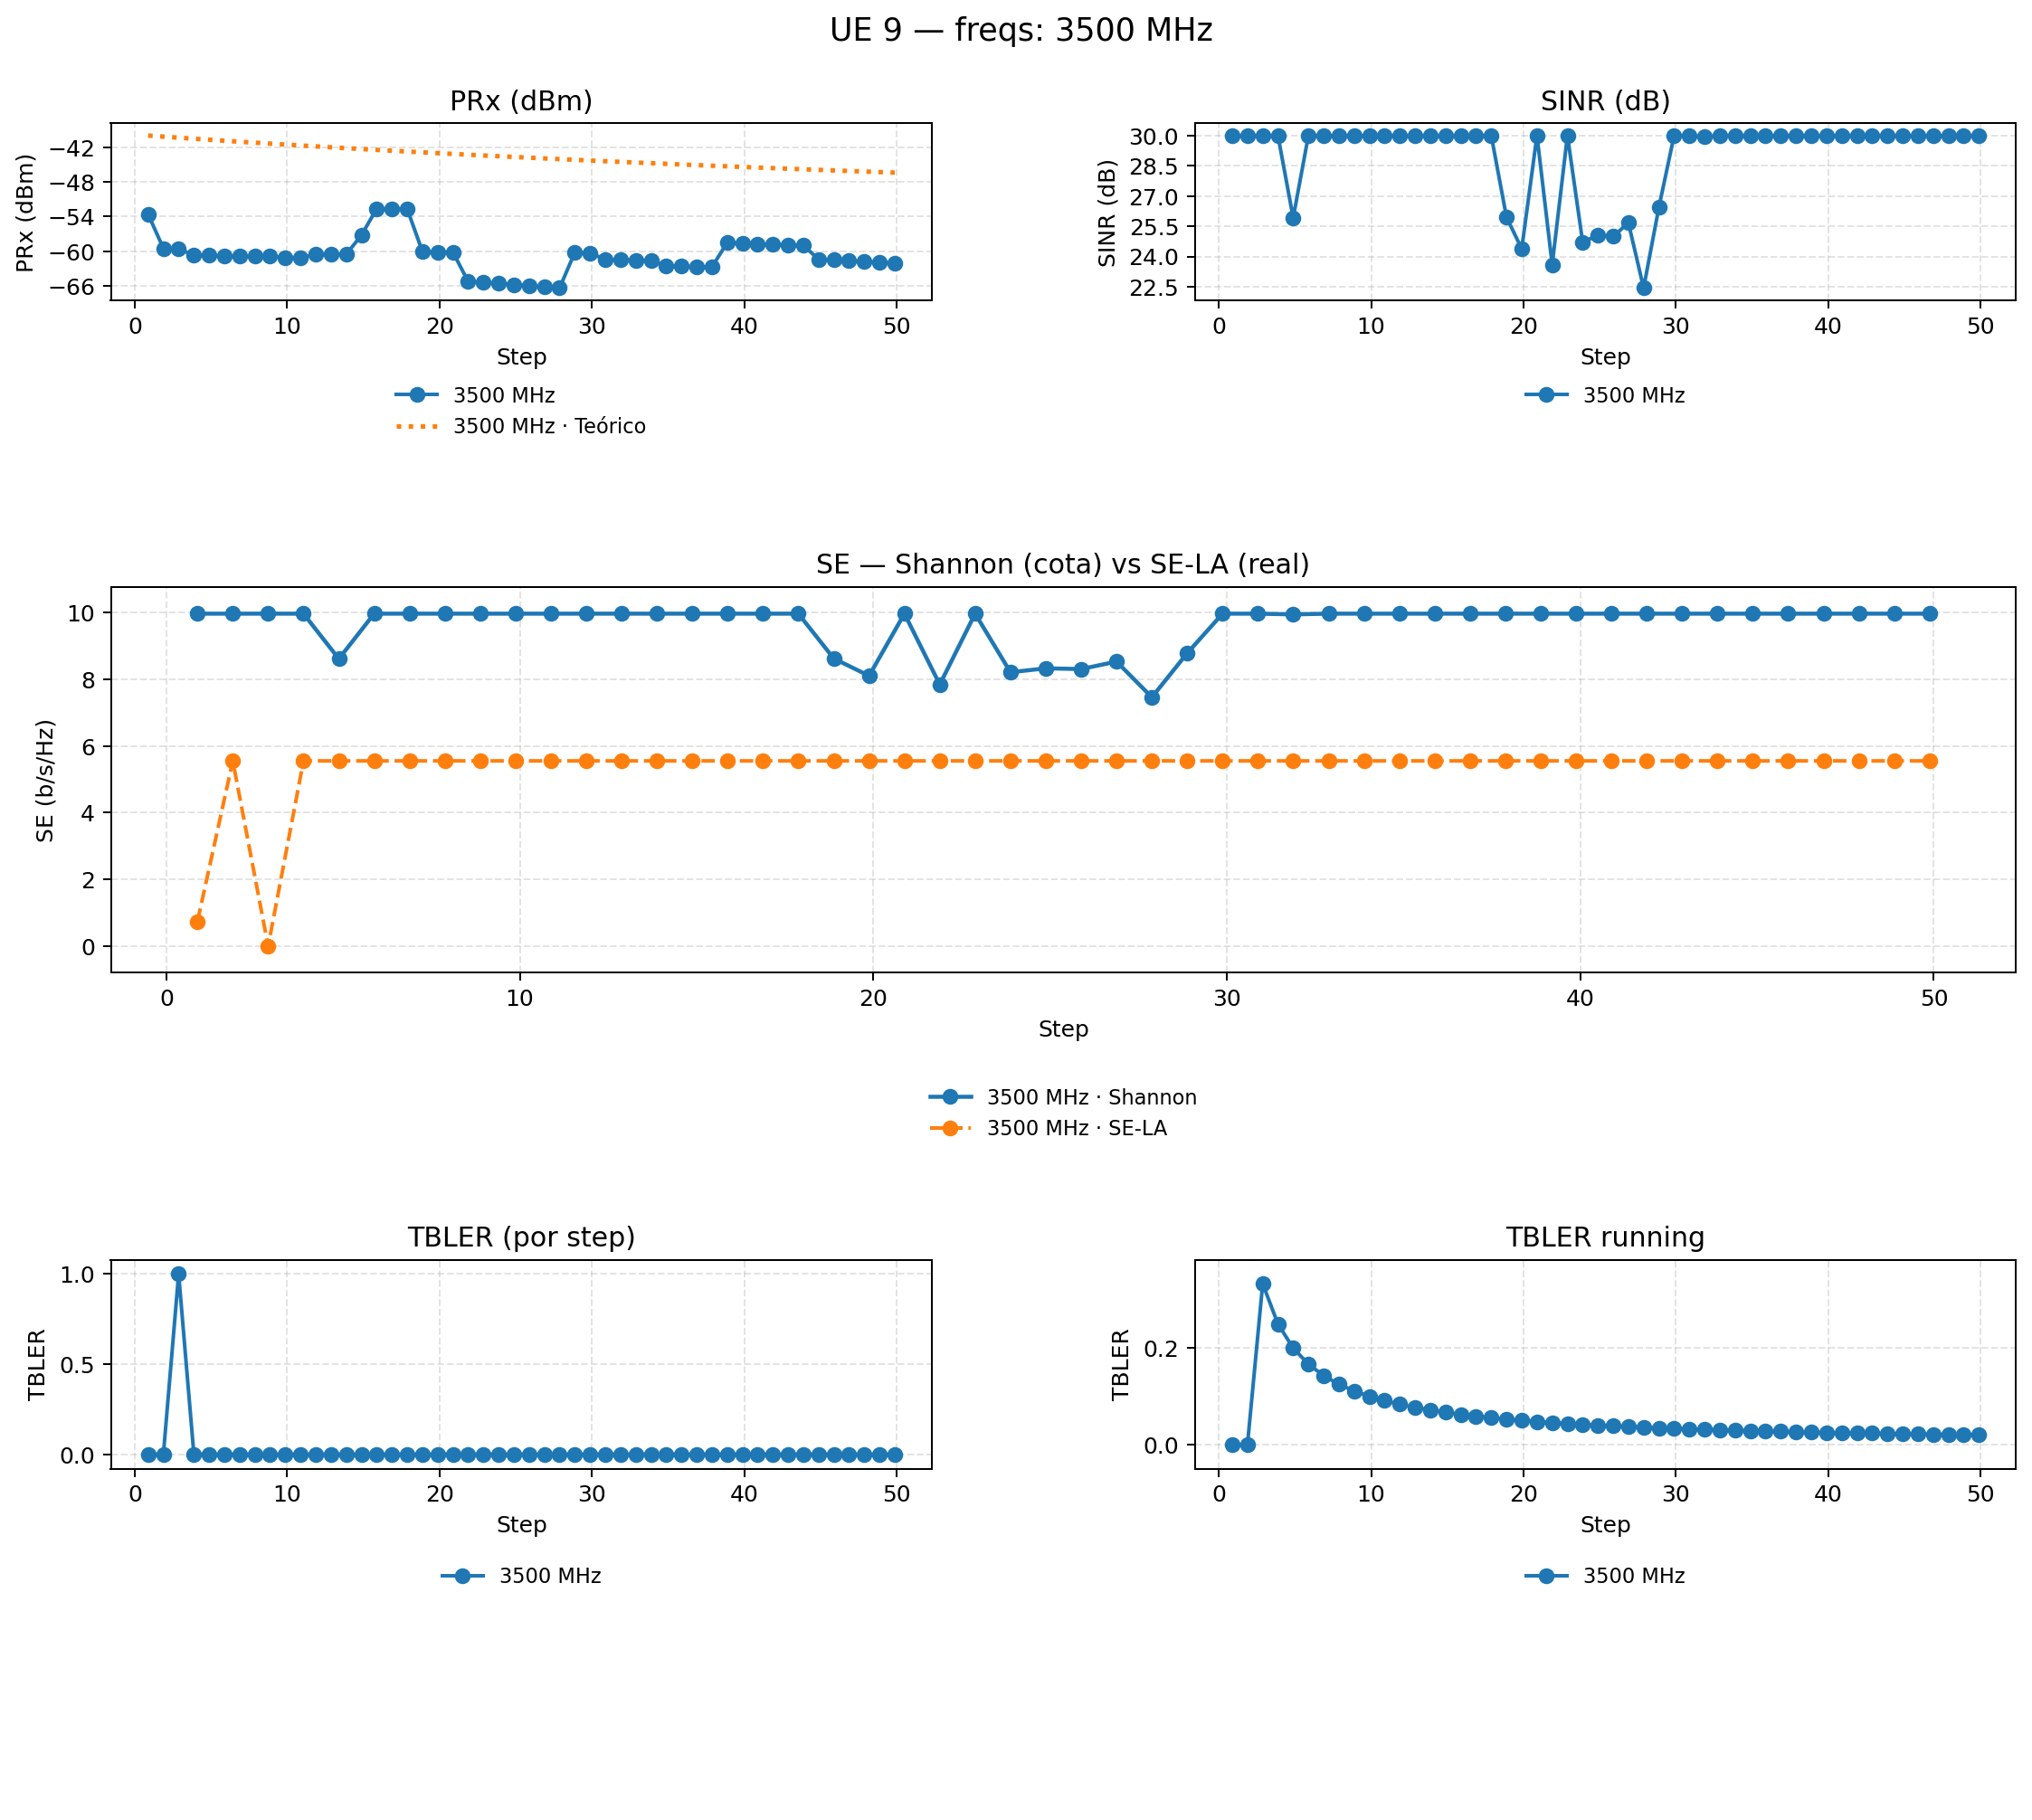 UE 9 — freqs: 3500 MHz
PRx (dBm)
PRx (dBm)
−42
−48
−54
−60
−66
0 10 20 30 40 50
Step
3500 MHz
3500 MHz · Teórico
SINR (dB)
SINR (dB)
30.0
28.5
27.0
25.5
24.0
22.5
0 10 20 30 40 50
Step
3500 MHz
SE — Shannon (cota) vs SE-LA (real)
SE (b/s/Hz)
10
8
6
4
2
0
0 10 20 30 40 50
Step
3500 MHz · Shannon
3500 MHz · SE-LA
TBLER (por step)
TBLER
1.0
0.5
0.0
0 10 20 30 40 50
Step
3500 MHz
TBLER running
TBLER
0.2
0.0
0 10 20 30 40 50
Step
3500 MHz